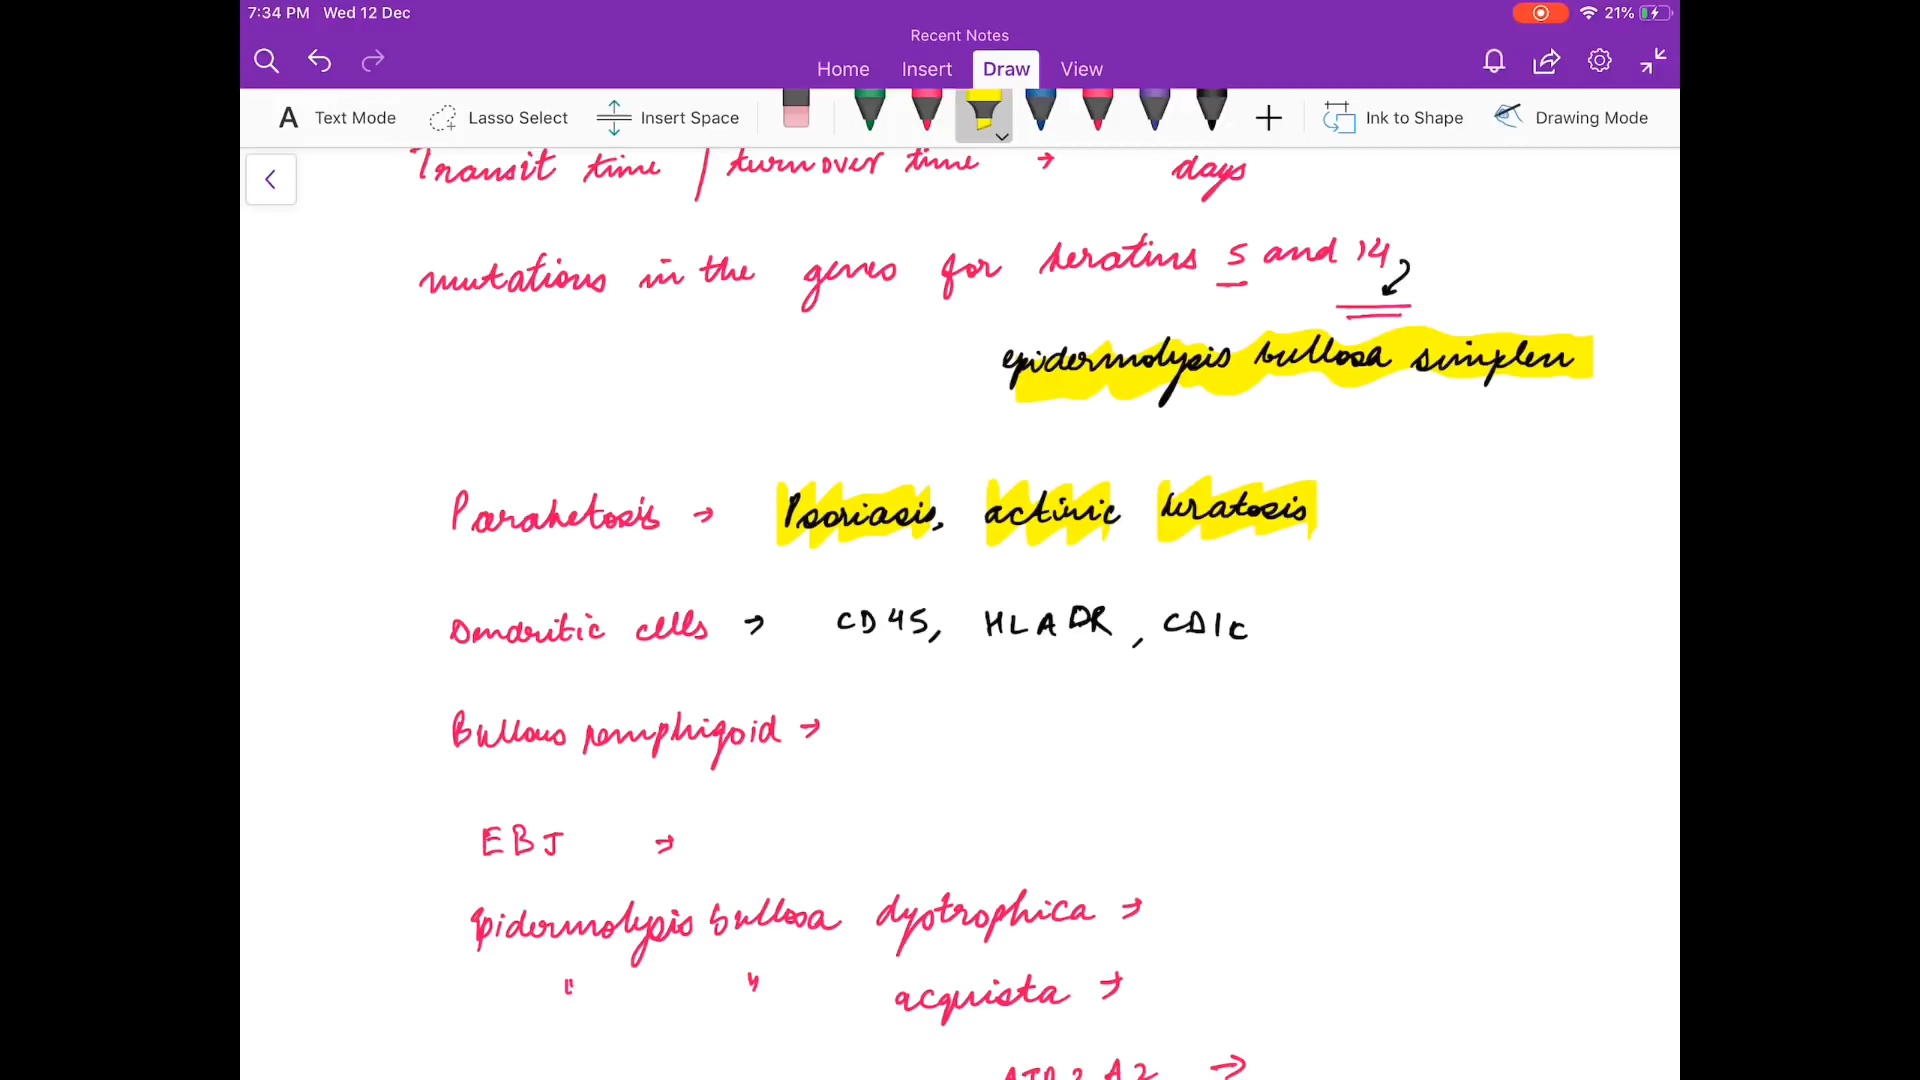 7:34 PM Wed 12 Dec 21%
Recent Notes
Home Insert Draw View
Text Mode Lasso Select Insert Space Ink to Shape Drawing Mode
Transit time / turnover time → days
mutations in the genes for keratins 5 and 14
epidermolysis bullosa simplex
Paraketosis → Psoriasis, actinic keratosis
Dendritic cells → CD45, HLA DR, CD1c
Bullous pemphigoid →
EBJ →
Epidermolysis bullosa dystrophica →
" " acquista →
ATP2A2 →